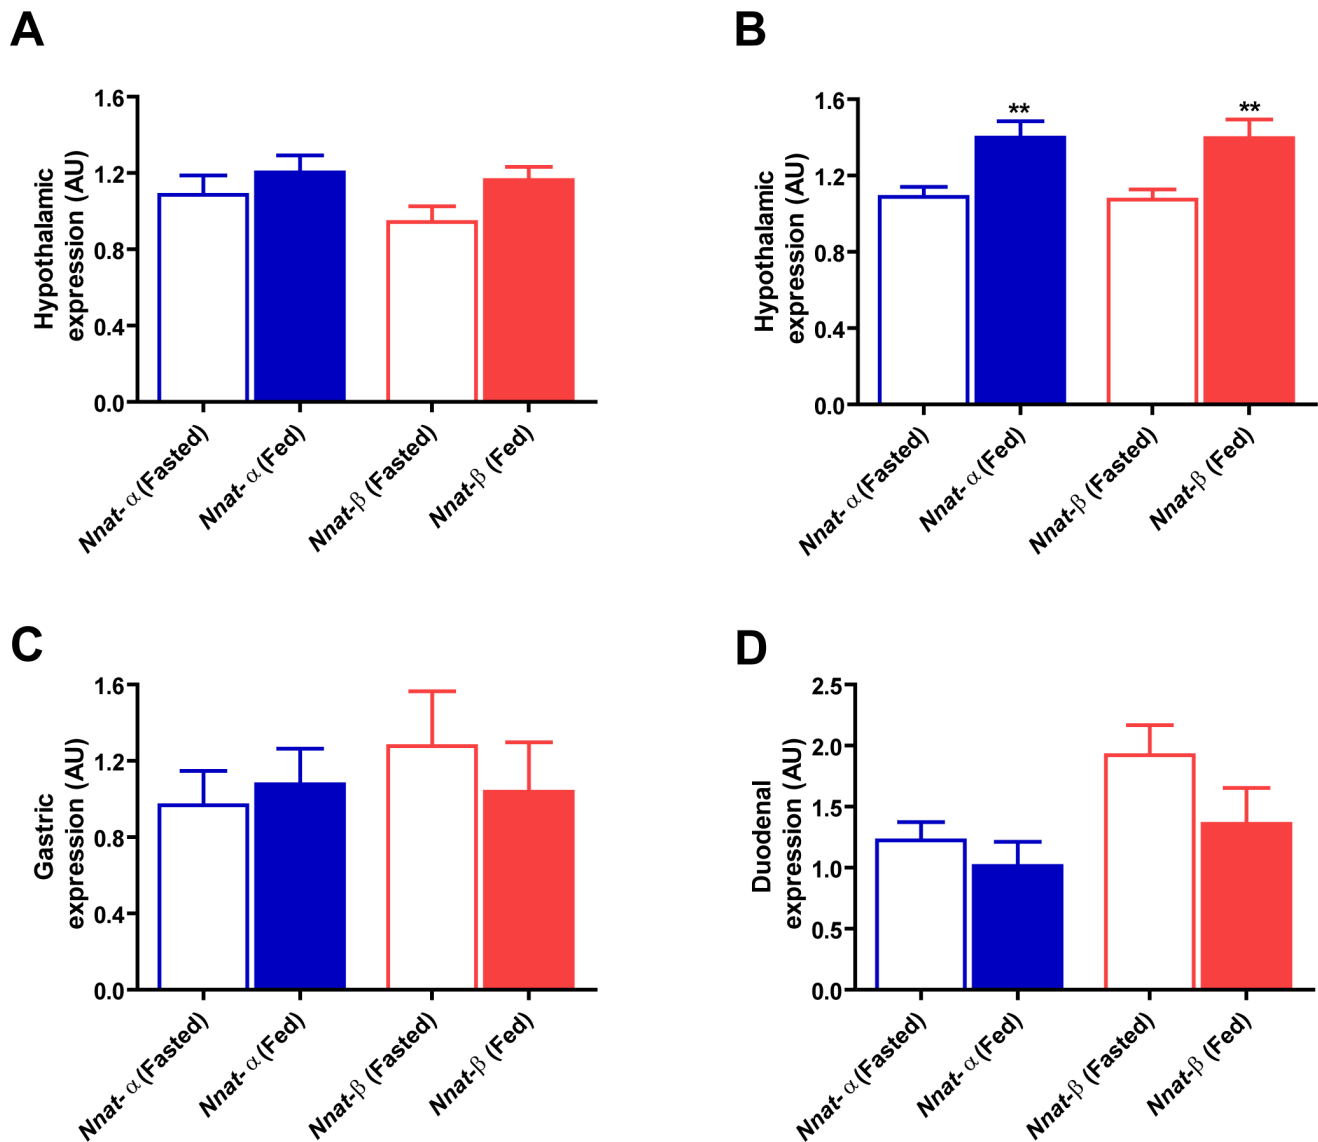 A
Hypothalamic
expression (AU)
1.6
1.2
0.8
0.4
0.0
Nnat- α (Fasted)
Nnat- α (Fed)
Nnat-β (Fasted)
Nnat-β (Fed)
B
Hypothalamic
expression (AU)
1.6
1.2
0.8
0.4
0.0
**
**
Nnat- α (Fasted)
Nnat- α (Fed)
Nnat-β (Fasted)
Nnat-β (Fed)
C
Gastric
expression (AU)
1.6
1.2
0.8
0.4
0.0
Nnat- α (Fasted)
Nnat- α (Fed)
Nnat-β (Fasted)
Nnat-β (Fed)
D
Duodenal
expression (AU)
2.5
2.0
1.5
1.0
0.5
0.0
Nnat- α (Fasted)
Nnat- α (Fed)
Nnat-β (Fasted)
Nnat-β (Fed)